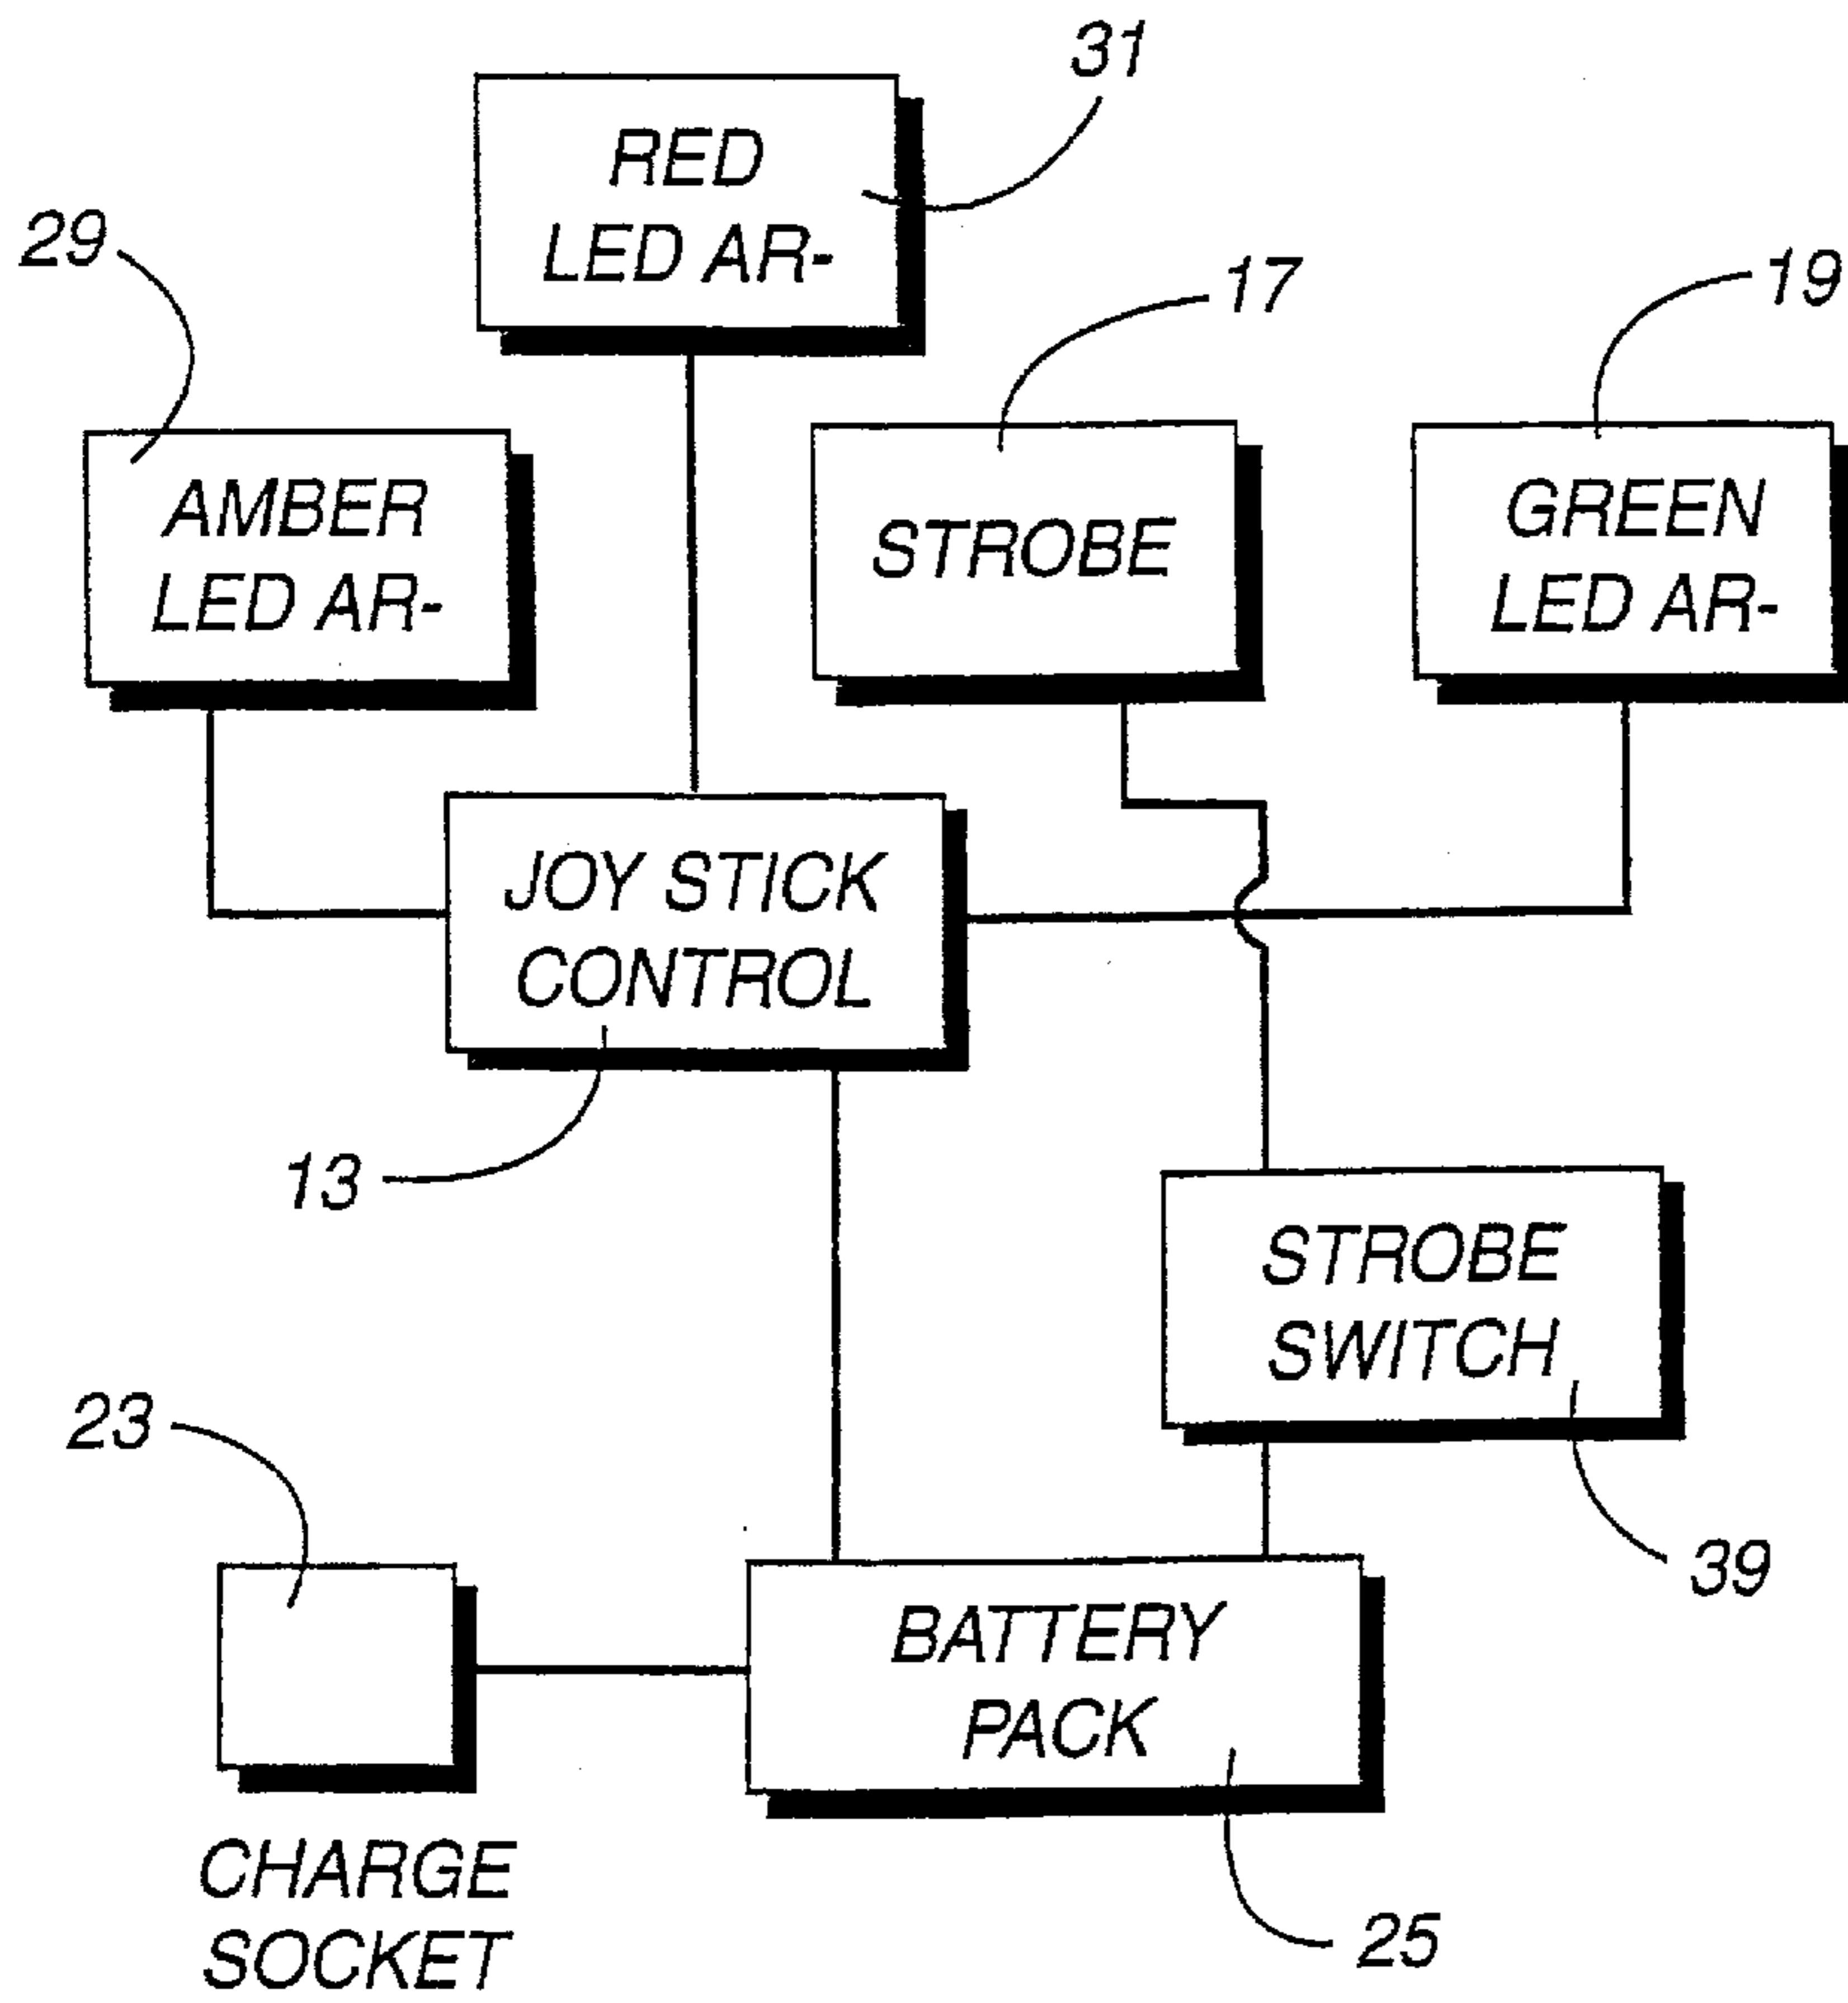 31
RED
LED AR-
29
17
19
AMBER
LED AR-
STROBE
GREEN
LED AR-
JOY STICK
CONTROL
13
STROBE
SWITCH
23
39
BATTERY
PACK
CHARGE
SOCKET
25